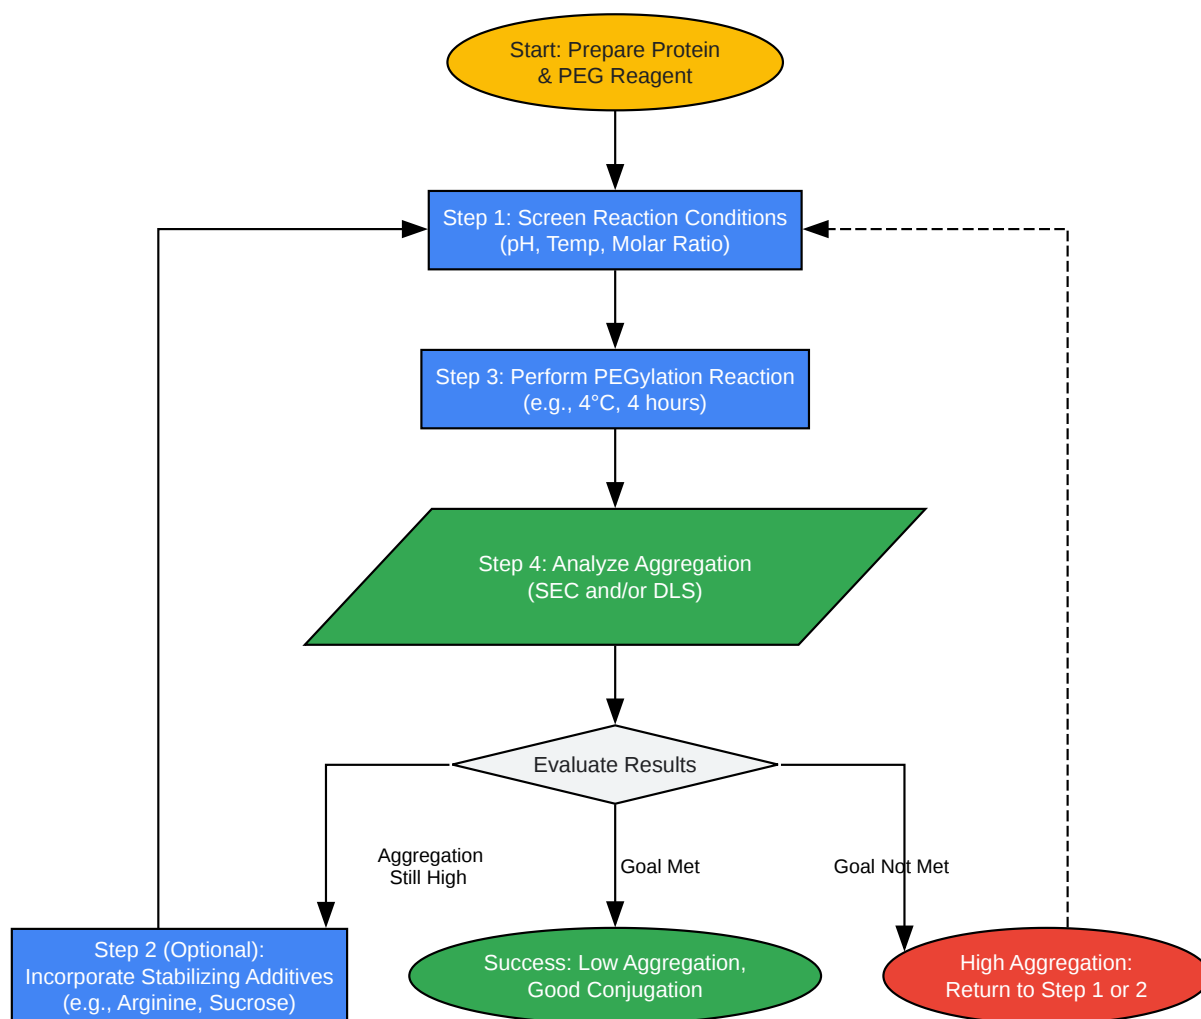 Start: Prepare Protein
& PEG Reagent
Step 1: Screen Reaction Conditions
(pH, Temp, Molar Ratio)
Step 3: Perform PEGylation Reaction
(e.g., 4°C, 4 hours)
Step 4: Analyze Aggregation
(SEC and/or DLS)
Evaluate Results
Aggregation
Still High
Goal Met
Goal Not Met
Step 2 (Optional):
Incorporate Stabilizing Additives
(e.g., Arginine, Sucrose)
Success: Low Aggregation,
Good Conjugation
High Aggregation:
Return to Step 1 or 2